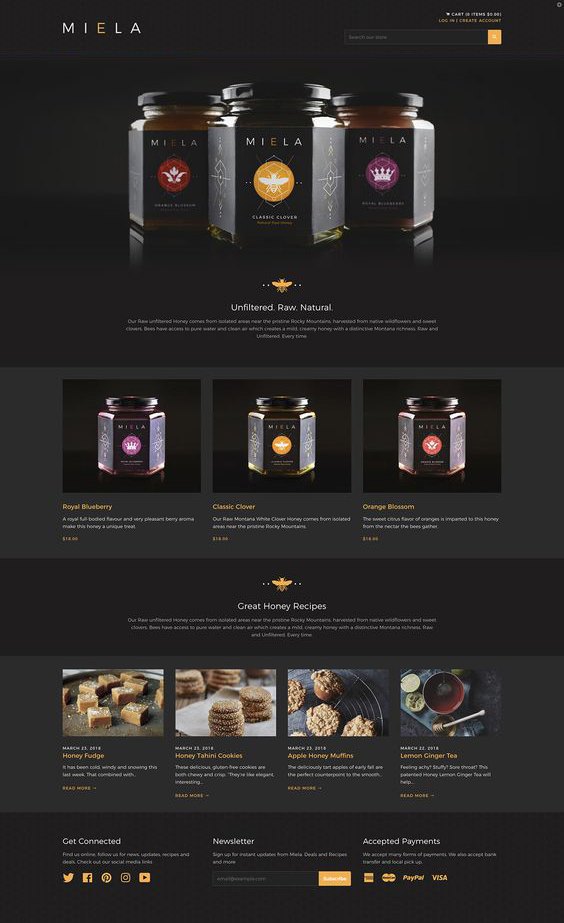 MIELA
CART (0 ITEMS $0.00)
LOG IN | CREATE ACCOUNT
Search our store
MIELA
ORANGE BLOSSOM
MIELA
CLASSIC CLOVER
MIELA
ROYAL BLUEBERRY
Unfiltered. Raw. Natural.
Our Raw unfiltered Honey comes from isolated areas near the pristine Rocky Mountains, harvested from native wildflowers and sweet
clovers. Bees have access to pure water and clean air which creates a mild, creamy honey with a distinctive Montana richness. Raw and
Unfiltered. Every time.
MIELA
MIELA
MIELA
Royal Blueberry
Classic Clover
Orange Blossom
A royal full-bodied flavour and very pleasant berry aroma
make this honey a unique treat.
Our Raw Montana White Clover Honey comes from isolated
areas near the pristine Rocky Mountains.
The sweet citrus flavor of oranges is imparted to this honey
from the nectar the bees gather.
$18.00
$18.00
$18.00
Great Honey Recipes
Our Raw unfiltered Honey comes from isolated areas near the pristine Rocky Mountains, harvested from native wildflowers and sweet
clovers. Bees have access to pure water and clean air which creates a mild, creamy honey with a distinctive Montana richness. Raw
and Unfiltered. Every time.
MARCH 23, 2018
Honey Fudge
It has been cold, windy and snowing this
last week. That combined with...
READ MORE →
MARCH 23, 2018
Honey Tahini Cookies
These delicious, gluten free cookies are
both chewy and crisp. They're like elegant,
interesting...
READ MORE →
MARCH 23, 2018
Apple Honey Muffins
The deliciously tart apples of early fall are
the perfect counterpoint to the smooth...
READ MORE →
MARCH 22, 2018
Lemon Ginger Tea
Feeling achy? Stuffy? Sore throat? This
patented Honey Lemon Ginger Tea will
help...
READ MORE →
Get Connected
Find us online, follow us for news, updates, recipes and
deals. Check out our social media links
Newsletter
Sign up for instant updates from Miela. Deals and Recipes
and more
email@example.com
Subscribe
Accepted Payments
We accept many forms of payments. We also accept bank
transfer and local pick up.
PayPal
VISA